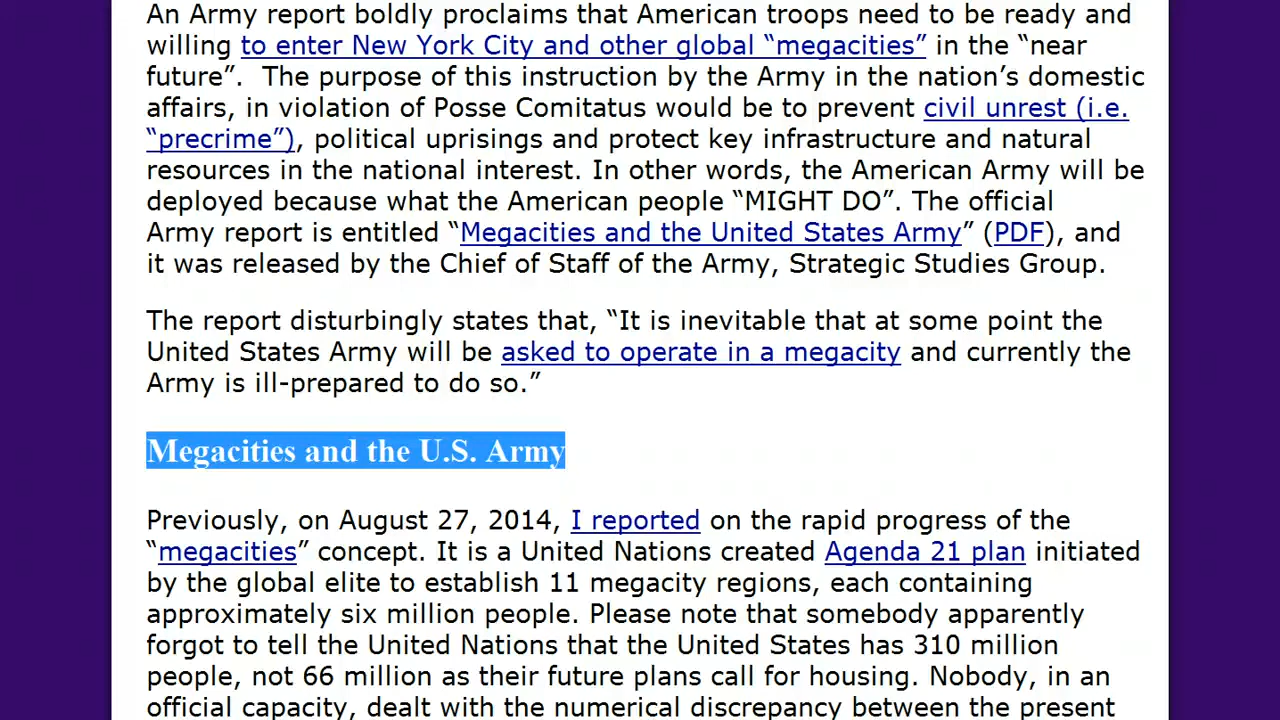 An Army report boldly proclaims that American troops need to be ready and
willing to enter New York City and other global “megacities” in the “near
future”.  The purpose of this instruction by the Army in the nation’s domestic
affairs, in violation of Posse Comitatus would be to prevent civil unrest (i.e.
“precrime”), political uprisings and protect key infrastructure and natural
resources in the national interest. In other words, the American Army will be
deployed because what the American people “MIGHT DO”. The official
Army report is entitled “Megacities and the United States Army” (PDF), and
it was released by the Chief of Staff of the Army, Strategic Studies Group.
The report disturbingly states that, “It is inevitable that at some point the
United States Army will be asked to operate in a megacity and currently the
Army is ill-prepared to do so.”
Megacities and the U.S. Army
Previously, on August 27, 2014, I reported on the rapid progress of the
“megacities” concept. It is a United Nations created Agenda 21 plan initiated
by the global elite to establish 11 megacity regions, each containing
approximately six million people. Please note that somebody apparently
forgot to tell the United Nations that the United States has 310 million
people, not 66 million as their future plans call for housing. Nobody, in an
official capacity, dealt with the numerical discrepancy between the present